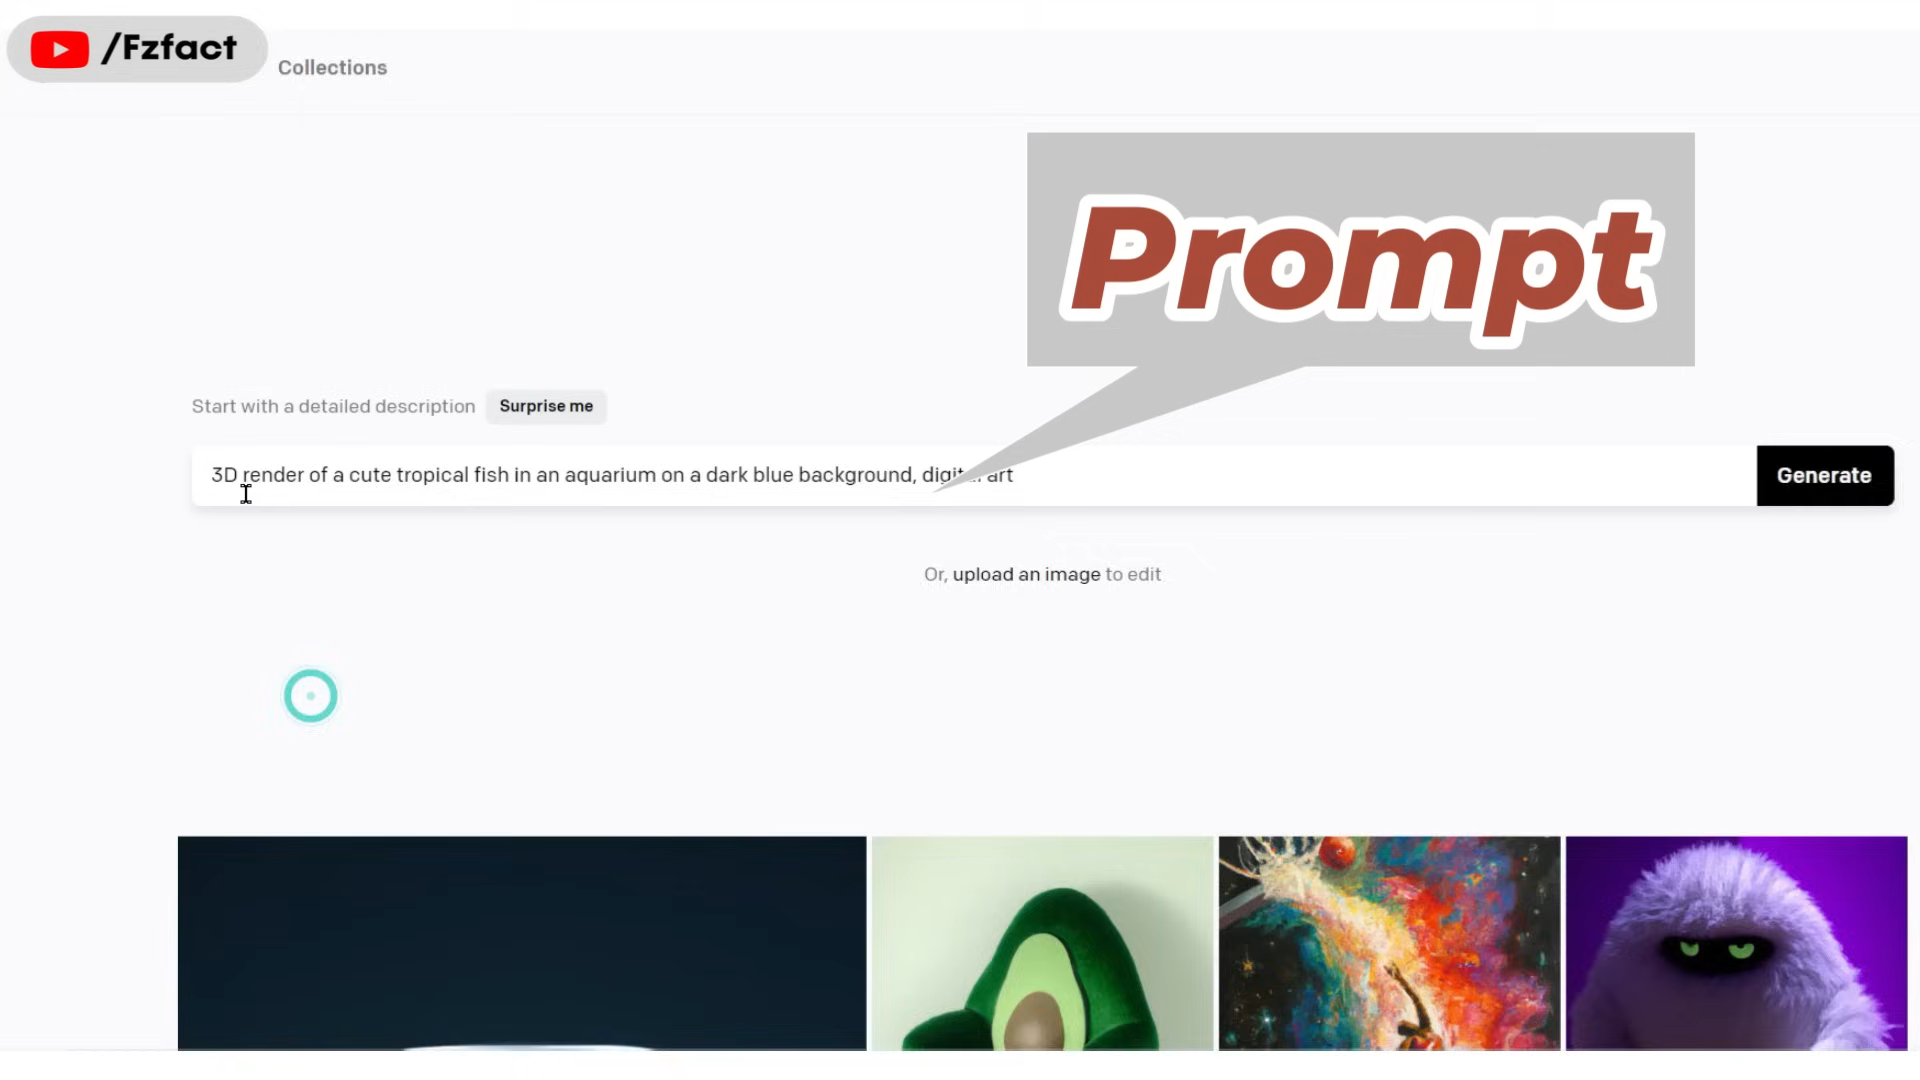 /Fzfact
Collections
Prompt
Start with a detailed description Surprise me
3D render of a cute tropical fish in an aquarium on a dark blue background, digital art Generate
Or, upload an image to edit